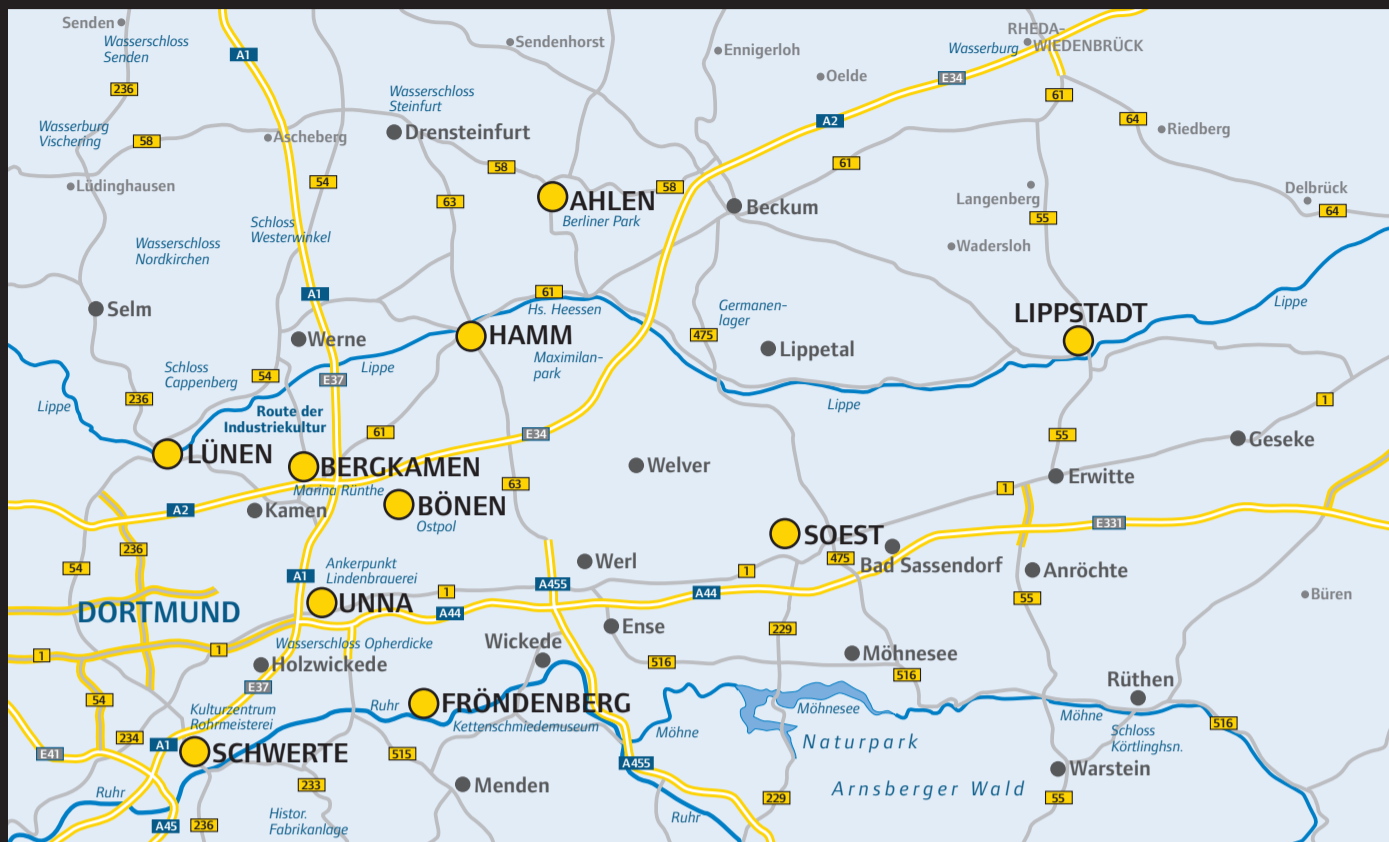 Senden
Wasserschloss
Senden
A1
Sendenhorst
Ennigerloh
RHEDA-
WIEDENBRÜCK
Wasserburg
Oelde
E34
236
Wasserschloss
Steinfurt
61
A2
64
Wasserburg
Vischering
58
Ascheberg
Drensteinfurt
Riedberg
58
61
54
58
Lüdinghausen
63
AHLEN
Berliner Park
Beckum
Langenberg
55
Delbrück
64
Schloss
Westerwinkel
Wasserschloss
Nordkirchen
Wadersloh
A1
61
Hs. Heessen
Germanen-
lager
Lippe
Selm
LIPPSTADT
Werne
HAMM
475
Lippetal
Maximilan-
park
Schloss
Cappenberg
54
E37
Lippe
236
Lippe
Lippe
1
Route der
Industriekultur
61
E34
55
Geseke
LÜNEN
BERGKAMEN
Marina Rünthe
Welver
Erwitte
63
1
A2
Kamen
BÖNEN
Ostpol
E331
236
SOEST
475
Bad Sassendorf
54
Ankerpunkt
Lindenbrauerei
Werl
1
Anröchte
A1
A455
1
A44
Büren
DORTMUND
UNNA
A44
55
Ense
229
1
1
Wasserschloss Opherdicke
Wickede
Holzwickede
516
Möhnesee
516
E37
Rüthen
54
Ruhr
FRÖNDENBERG
Kettenschmiedemuseum
Möhnesee
Möhne
516
Kulturzentrum
Rohrmeisterei
Möhne
Schloss
Körtlinghsn.
234
A1
E41
SCHWERTE
515
A455
Naturpark
Warstein
233
Menden
Arnsberger Wald
Ruhr
229
55
A45
236
Histor.
Fabrikanlage
Ruhr